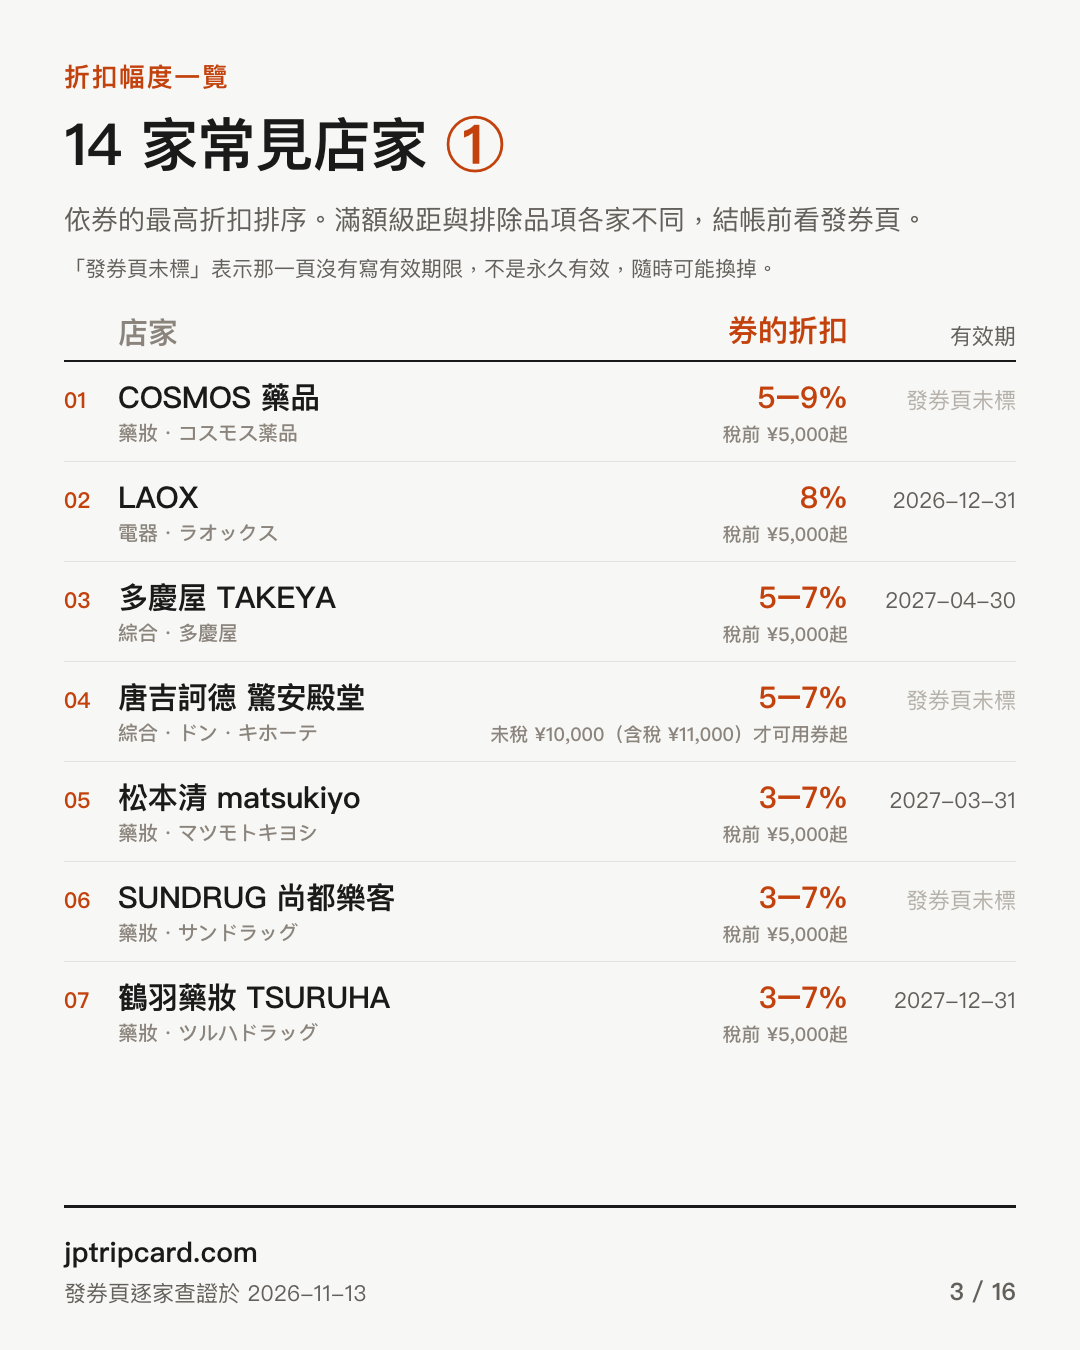 折扣幅度一覽
14 家常見店家 ①
依券的最高折扣排序。滿額級距與排除品項各家不同，結帳前看發券頁。
「發券頁未標」表示那一頁沒有寫有效期限，不是永久有效，隨時可能換掉。
店家 券的折扣 有效期
01 COSMOS 藥品 5–9% 發券頁未標
藥妝 · コスモス薬品 稅前 ¥5,000起
02 LAOX 8% 2026-12-31
電器 · ラオックス 稅前 ¥5,000起
03 多慶屋 TAKEYA 5–7% 2027-04-30
綜合 · 多慶屋 稅前 ¥5,000起
04 唐吉訶德 驚安殿堂 5–7% 發券頁未標
綜合 · ドン・キホーテ 未稅 ¥10,000（含稅 ¥11,000）才可用券起
05 松本清 matsukiyo 3–7% 2027-03-31
藥妝 · マツモトキヨシ 稅前 ¥5,000起
06 SUNDRUG 尚都樂客 3–7% 發券頁未標
藥妝 · サンドラッグ 稅前 ¥5,000起
07 鶴羽藥妝 TSURUHA 3–7% 2027-12-31
藥妝 · ツルハドラッグ 稅前 ¥5,000起
jptripcard.com
發券頁逐家查證於 2026-11-13 3 / 16